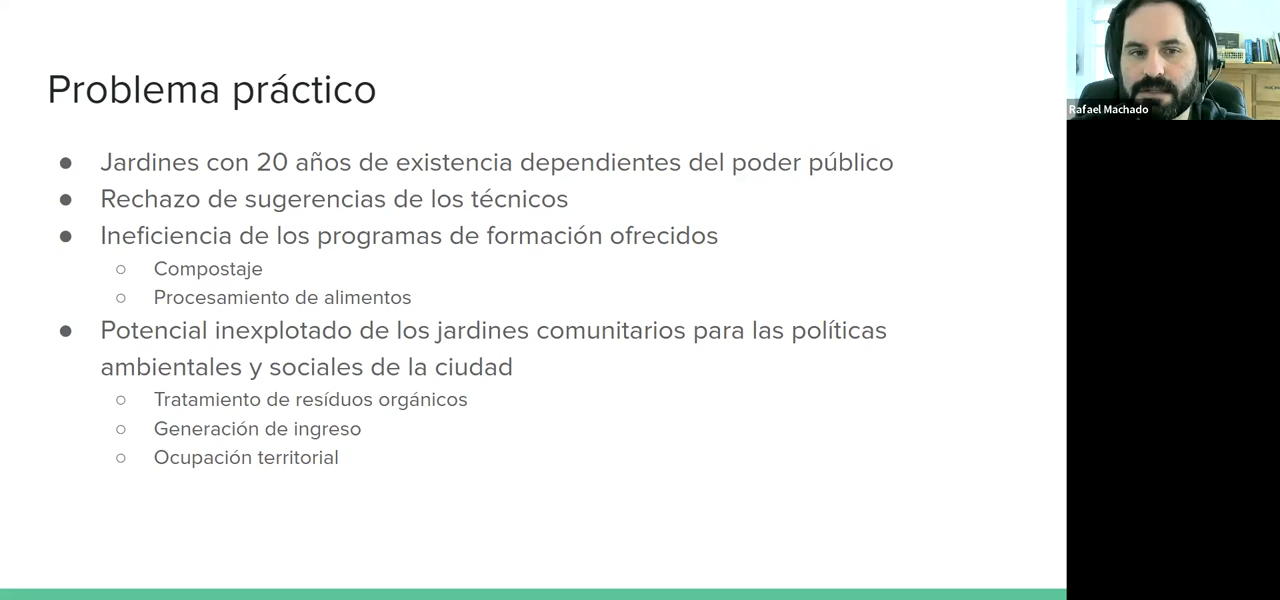 Problema práctico
● Jardines con 20 años de existencia dependientes del poder público
● Rechazo de sugerencias de los técnicos
● Ineficiencia de los programas de formación ofrecidos
○ Compostaje
○ Procesamiento de alimentos
● Potencial inexplotado de los jardines comunitarios para las políticas
ambientales y sociales de la ciudad
○ Tratamiento de resíduos orgánicos
○ Generación de ingreso
○ Ocupación territorial
Rafael Machado